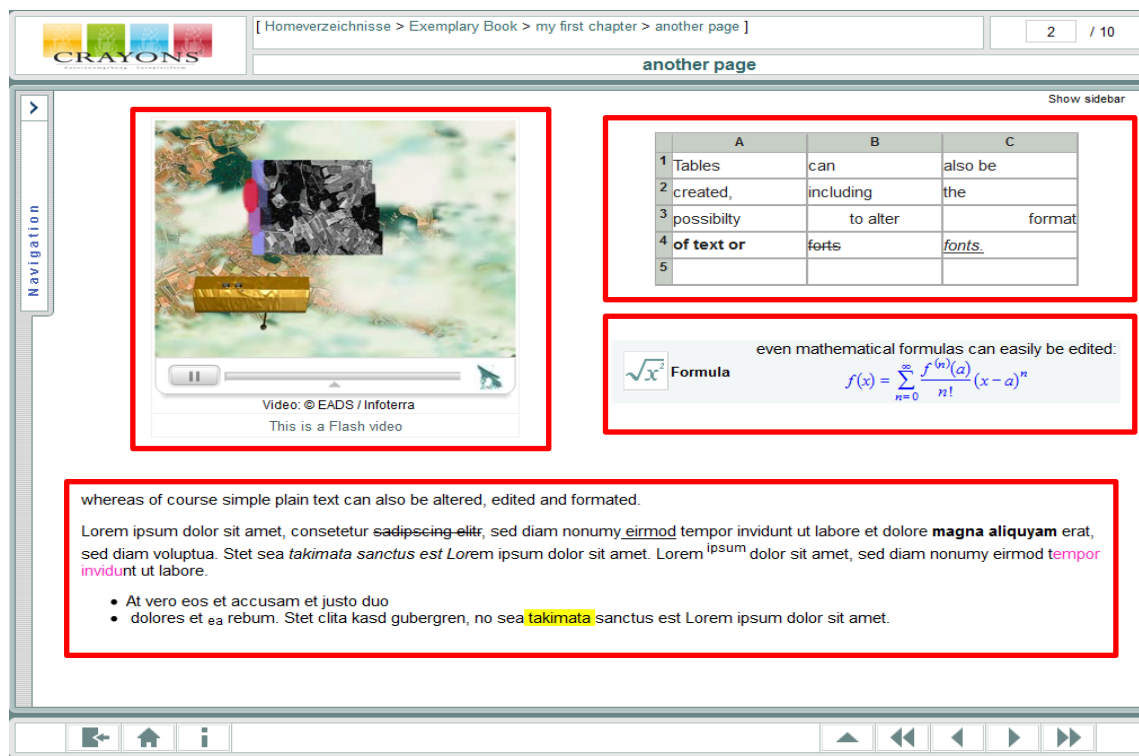 [ Homeverzeichnisse > Exemplary Book > my first chapter > another page ]
2 / 10
CRAYONS
another page
Show sidebar
Navigation
A B C
1 Tables can also be
2 created, including the
3 possibilty to alter format
4 of text or forts fonts.
5
even mathematical formulas can easily be edited:
√x² Formula
f(x) = ∑_{n=0}^{∞} f^{(n)}(a)/n! (x−a)^n
Video: © EADS / Infoterra
This is a Flash video
whereas of course simple plain text can also be altered, edited and formated.
Lorem ipsum dolor sit amet, consetetur sadipscing elitr, sed diam nonumy eirmod tempor invidunt ut labore et dolore magna aliquyam erat,
sed diam voluptua. Stet sea takimata sanctus est Lorem ipsum dolor sit amet. Lorem ipsum dolor sit amet, sed diam nonumy eirmod tempor
invidunt ut labore.
• At vero eos et accusam et justo duo
• dolores et ea rebum. Stet clita kasd gubergren, no sea takimata sanctus est Lorem ipsum dolor sit amet.